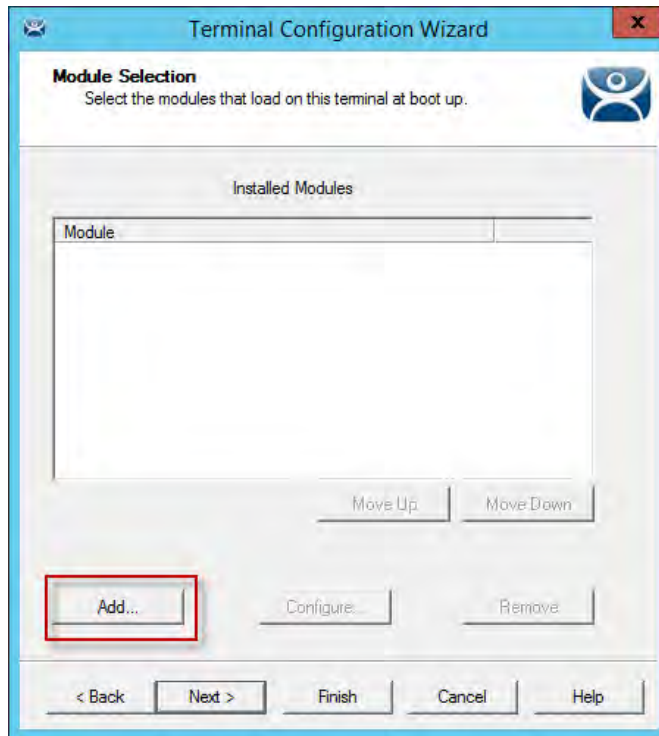 Terminal Configuration Wizard
x
Module Selection
Select the modules that load on this terminal at boot up.
Installed Modules
Module
Move Up
Move Down
Add...
Configure...
Remove
< Back
Next >
Finish
Cancel
Help